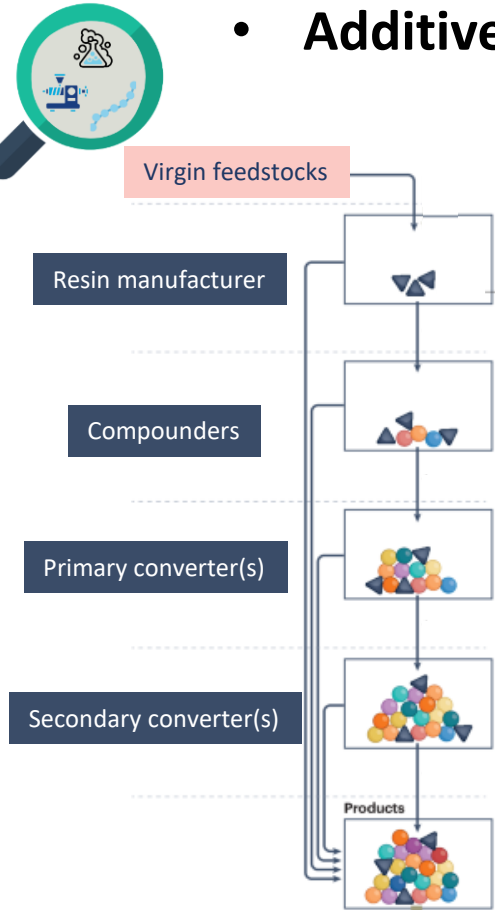 • Additive
Virgin feedstocks
Resin manufacturer
Compounders
Primary converter(s)
Secondary converter(s)
Products